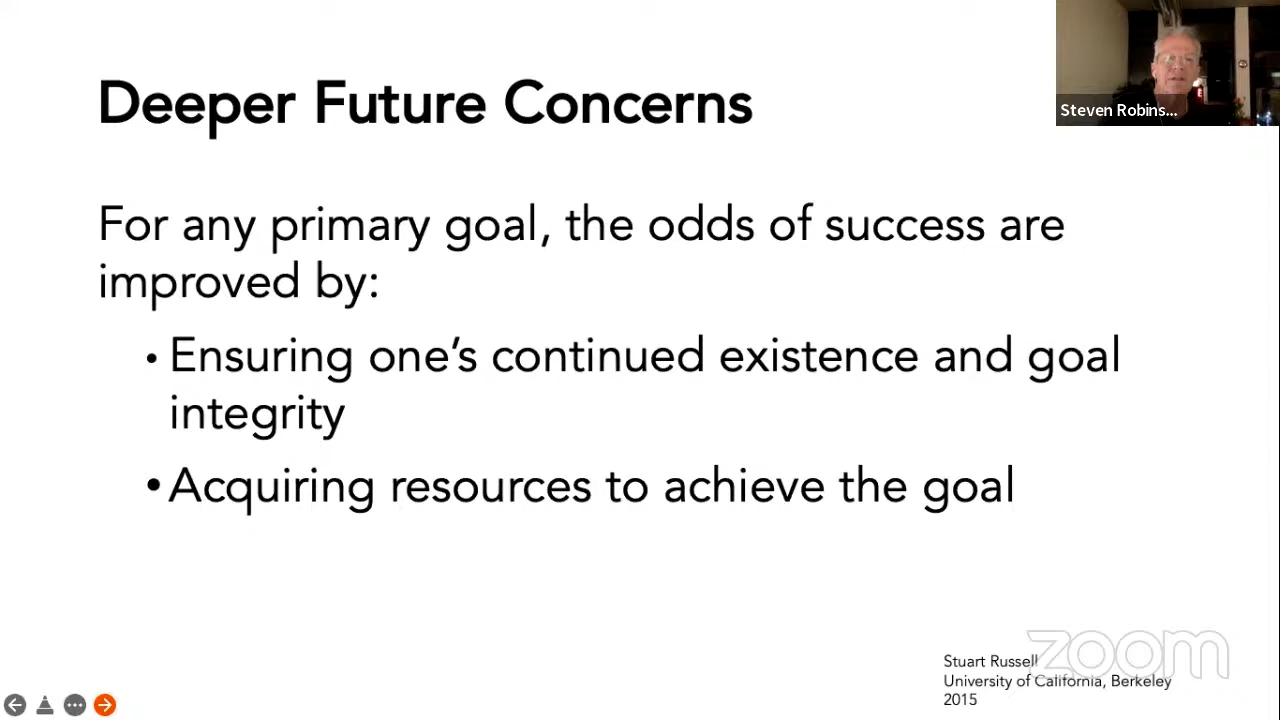 Deeper Future Concerns
Steven Robins...
For any primary goal, the odds of success are
improved by:
• Ensuring one’s continued existence and goal
integrity
• Acquiring resources to achieve the goal
zoom
Stuart Russell
University of California, Berkeley
2015